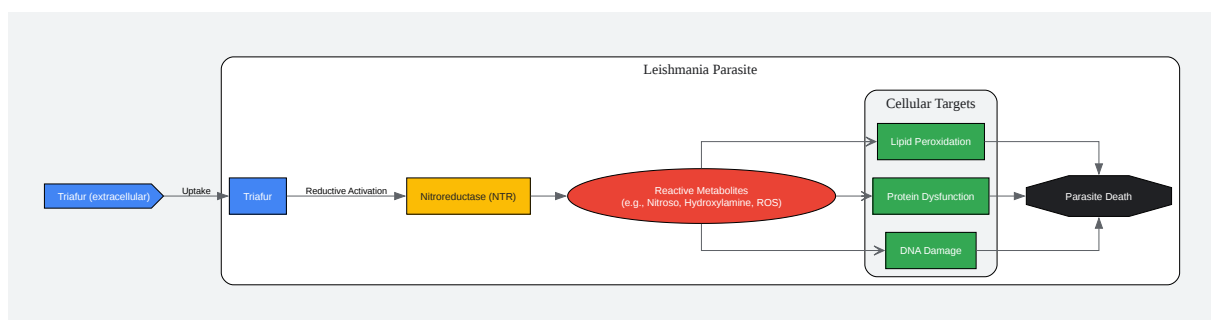 Leishmania Parasite
Cellular Targets
Triafur (extracellular)
Uptake
Triafur
Reductive Activation
Nitroreductase (NTR)
Reactive Metabolites
(e.g., Nitroso, Hydroxylamine, ROS)
Lipid Peroxidation
Protein Dysfunction
DNA Damage
Parasite Death